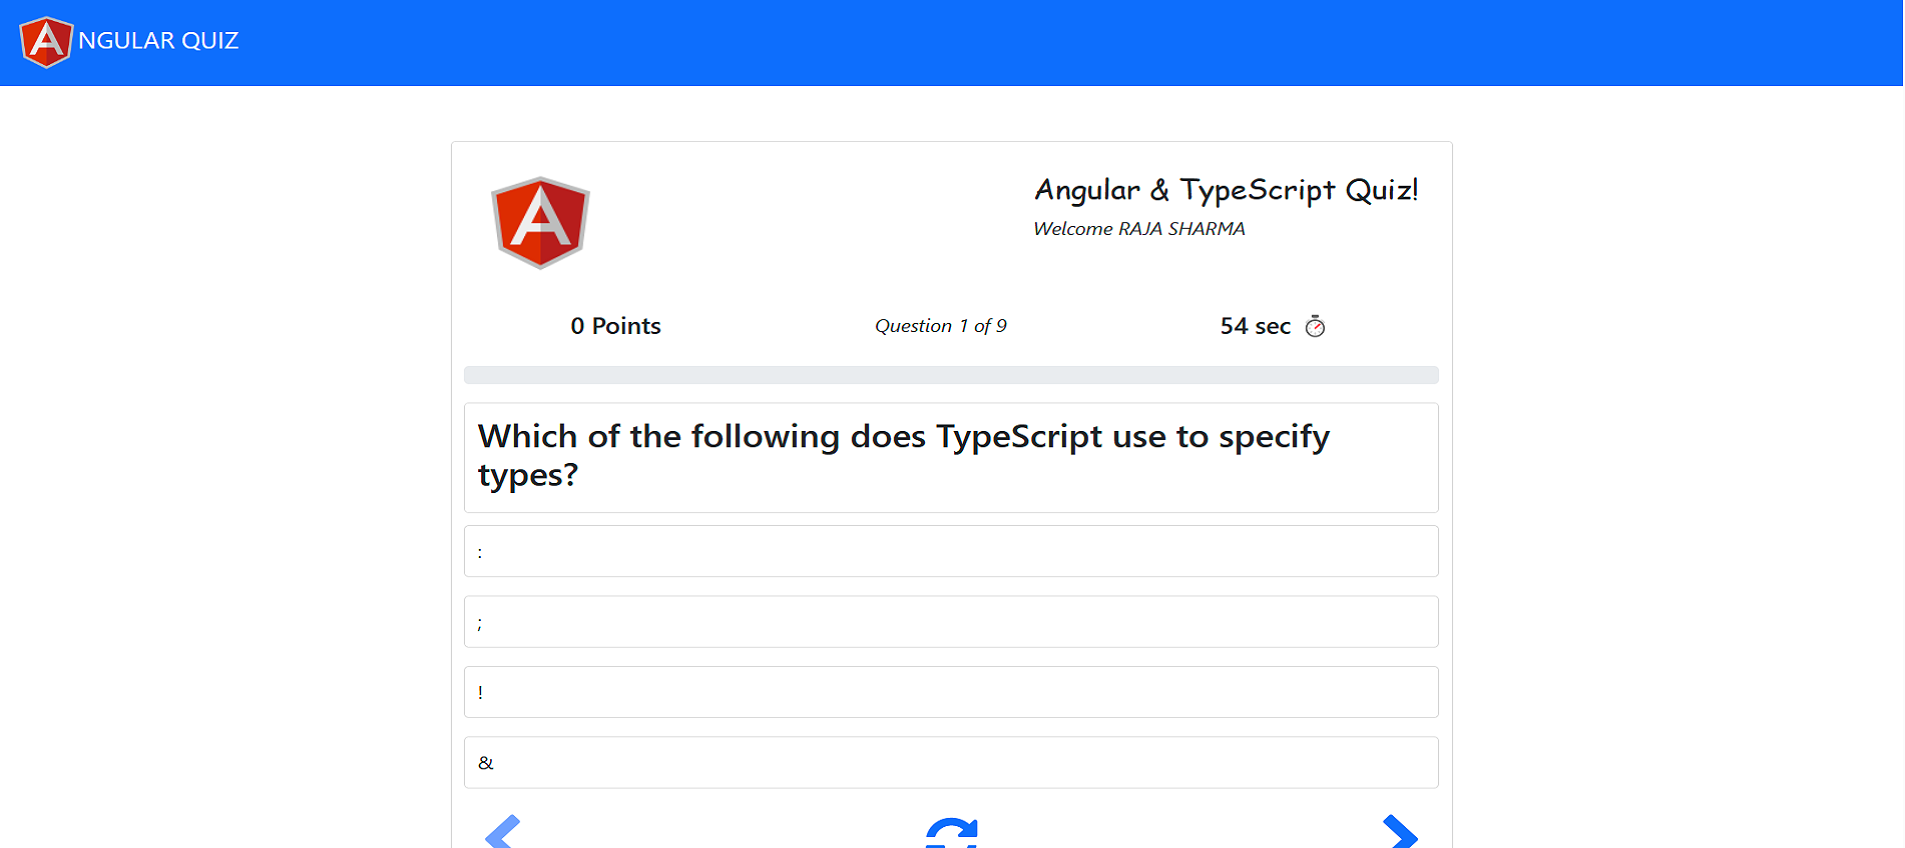 NGULAR QUIZ
Angular & TypeScript Quiz!
Welcome RAJA SHARMA
0 Points
Question 1 of 9
54 sec
Which of the following does TypeScript use to specify
types?
:
;
!
&